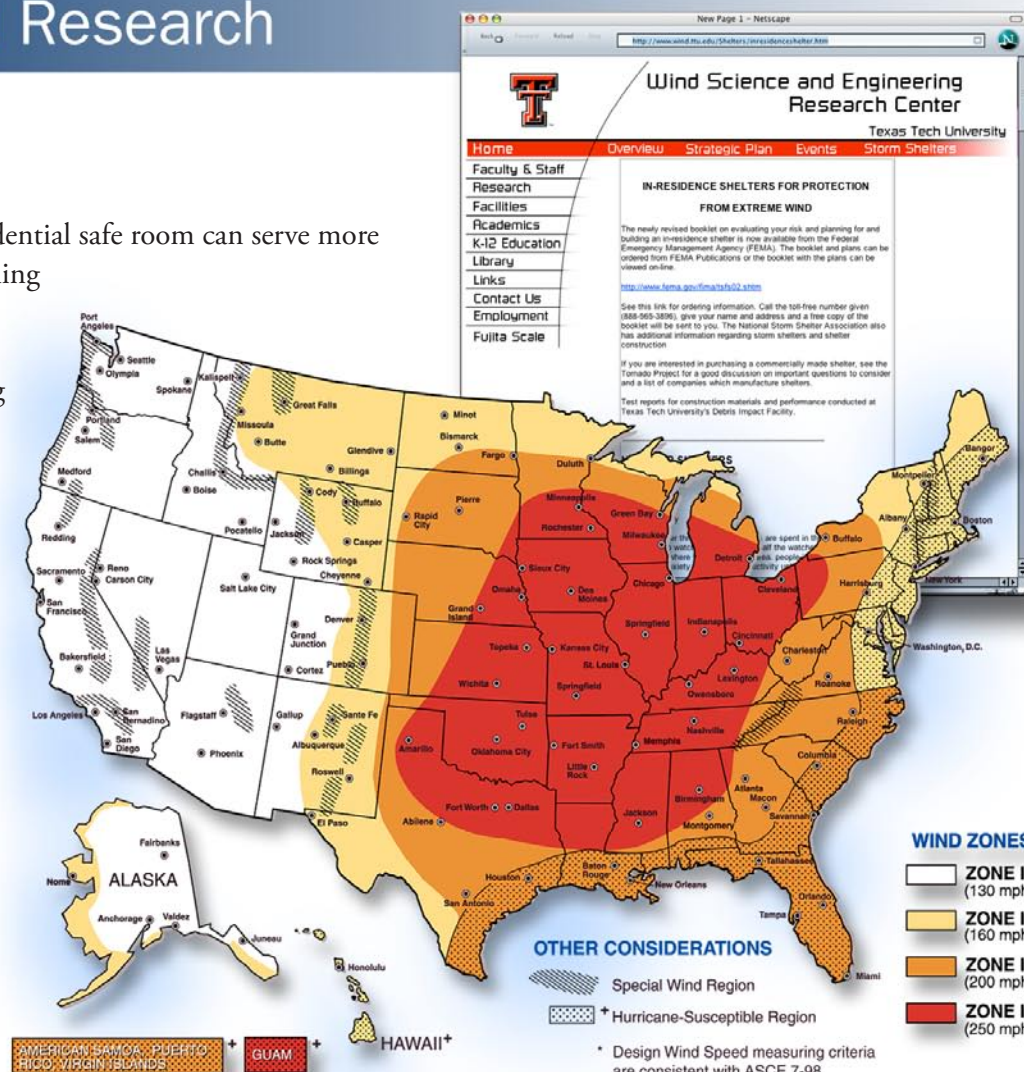 Research
New Page 1 - Netscape
http://www.wind.ttu.edu/Shelters/inresidenceshelter.htm
Wind Science and Engineering
Research Center
Texas Tech University
Home
Overview
Strategic Plan
Events
Storm Shelters
Faculty & Staff
Research
Facilities
Academics
K-12 Education
Library
Links
Contact Us
Employment
Fujita Scale
IN-RESIDENCE SHELTERS FOR PROTECTION
FROM EXTREME WIND
The newly revised booklet on evaluating your risk and planning for and
building an in-residence shelter is now available from the Federal
Emergency Management Agency (FEMA). The booklet and plans can be
ordered from FEMA Publications or the booklet with the plans can be
viewed on-line.
http://www.fema.gov/fima/tsfs02.shtm
See this link for ordering information. Call the toll-free number given
(888-565-3896), give your name and address and a free copy of the
booklet will be sent to you. The National Storm Shelter Association also
has additional information regarding storm shelters and shelter
construction
If you are interested in purchasing a commercially made shelter, see the
Tornado Project for a good discussion on important questions to consider
and a list of companies which manufacture shelters.
Test reports for construction materials and performance conducted at
Texas Tech University's Debris Impact Facility.
dential safe room can serve more
Port
Angeles
Seattle
Olympia
Spokane
Kalispell
Portland
Salem
Medford
Redding
Missoula
Great Falls
Butte
Glendive
Billings
Challis
Boise
Pocatello
Jackson
Cody
Buffalo
Casper
Rock Springs
Cheyenne
Minot
Bismarck
Fargo
Pierre
Rapid
City
Duluth
Minneapolis
Rochester
Green Bay
Milwaukee
Detroit
Chicago
Cleveland
Buffalo
Albany
Montpelier
Bangor
Boston
New York
Harrisburg
Washington, D.C.
Sacramento
San
Francisco
Reno
Carson City
Salt Lake City
Las
Vegas
Bakersfield
Los Angeles
San
Bernadino
San
Diego
Grand
Junction
Cortez
Denver
Pueblo
Flagstaff
Phoenix
Gallup
Sante Fe
Albuquerque
Roswell
El Paso
Sioux City
Omaha
Des
Moines
Grand
Island
Topeka
Kansas City
Wichita
St. Louis
Springfield
Springfield
Indianapolis
Cincinnati
Lexington
Owensboro
Charleston
Roanoke
Raleigh
Tulsa
Amarillo
Oklahoma City
Fort Smith
Little
Rock
Memphis
Nashville
Columbia
Atlanta
Macon
Savannah
Birmingham
Montgomery
Jackson
Fort Worth
Dallas
Abilene
Houston
San Antonio
Baton
Rouge
New Orleans
Tallahassee
Orlando
Tampa
Miami
Fairbanks
Nome
ALASKA
Anchorage
Valdez
Juneau
Honolulu
HAWAII+
AMERICAN SAMOA, PUERTO
RICO, VIRGIN ISLANDS
+
GUAM
+
OTHER CONSIDERATIONS
Special Wind Region
+ Hurricane-Susceptible Region
* Design Wind Speed measuring criteria
are consistent with ASCE 7-98
WIND ZONES
ZONE I
(130 mph
ZONE I
(160 mph
ZONE I
(200 mph
ZONE I
(250 mph